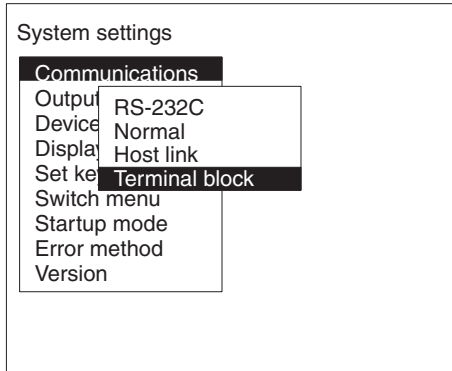 System settings
Communications
Output
RS-232C
Device
Normal
Display
Host link
Set key
Terminal block
Switch menu
Startup mode
Error method
Version